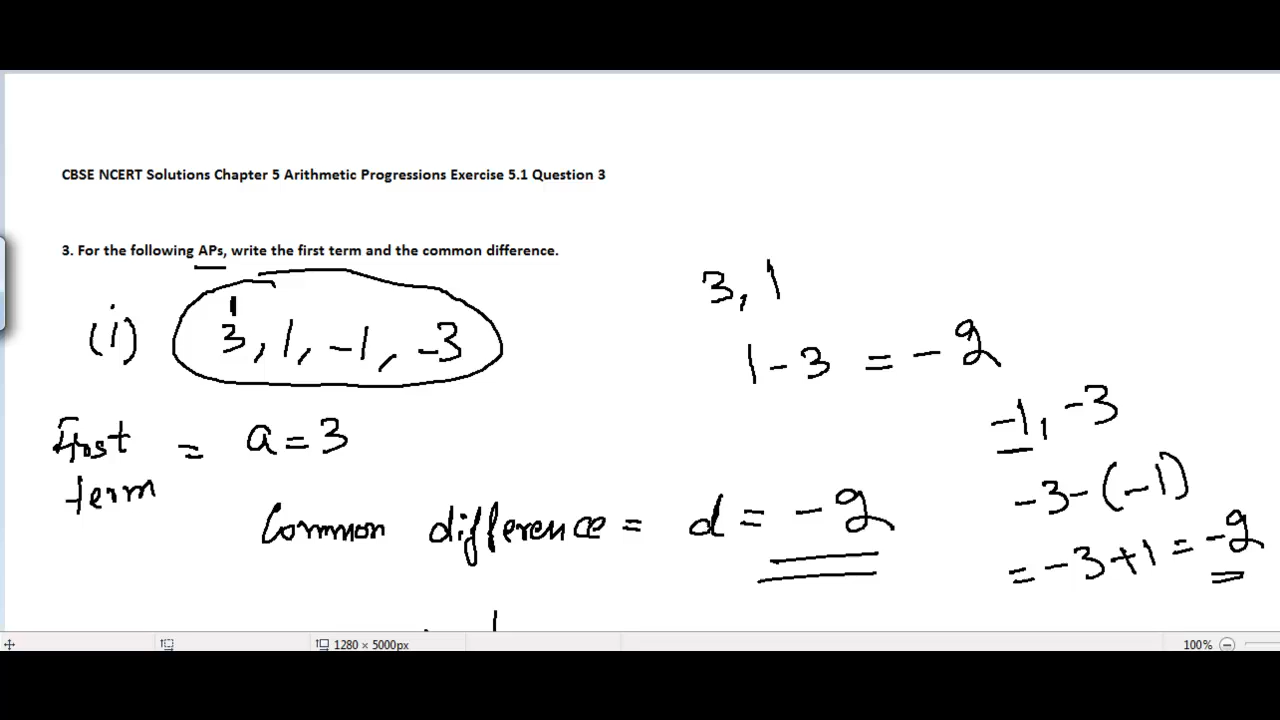 CBSE NCERT Solutions Chapter 5 Arithmetic Progressions Exercise 5.1 Question 3
3. For the following APs, write the first term and the common difference.
(i) 3, 1, -1, -3
First term = a = 3
Common difference = d = -2
3, 1
1 - 3 = -2
-1, -3
-3 - (-1)
= -3 + 1 = -2
1280 × 5000px
100%